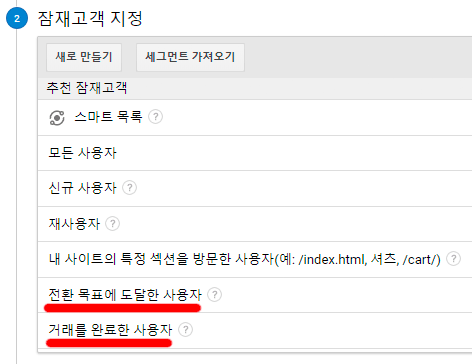 2 잠재고객 지정
새로 만들기 세그먼트 가져오기
추천 잠재고객
스마트 목록 ?
모든 사용자
신규 사용자 ?
재사용자 ?
내 사이트의 특정 섹션을 방문한 사용자(예: /index.html, 셔츠, /cart/) ?
전환 목표에 도달한 사용자 ?
거래를 완료한 사용자 ?